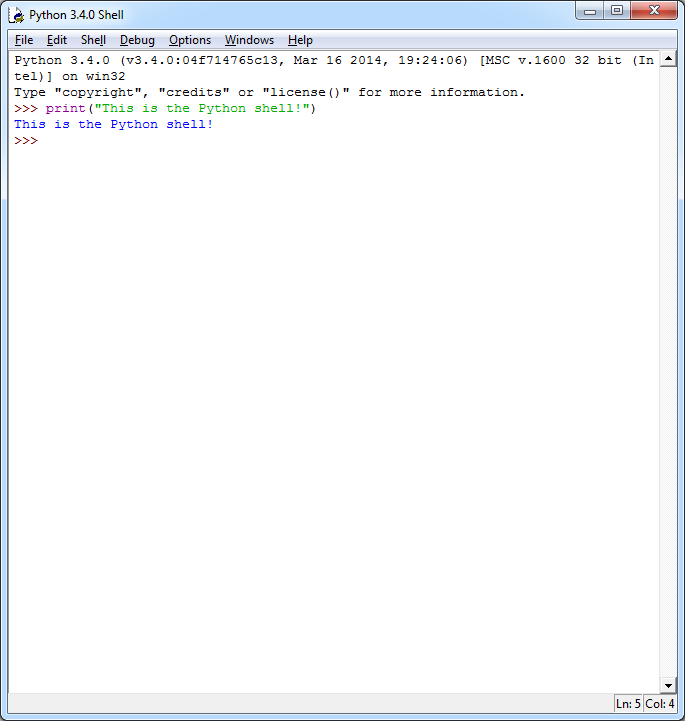 Python 3.4.0 Shell
File Edit Shell Debug Options Windows Help
Python 3.4.0 (v3.4.0:04f714765c13, Mar 16 2014, 19:24:06) [MSC v.1600 32 bit (In
tel)] on win32
Type "copyright", "credits" or "license()" for more information.
>>> print("This is the Python shell!")
This is the Python shell!
>>>
Ln: 5 Col: 4